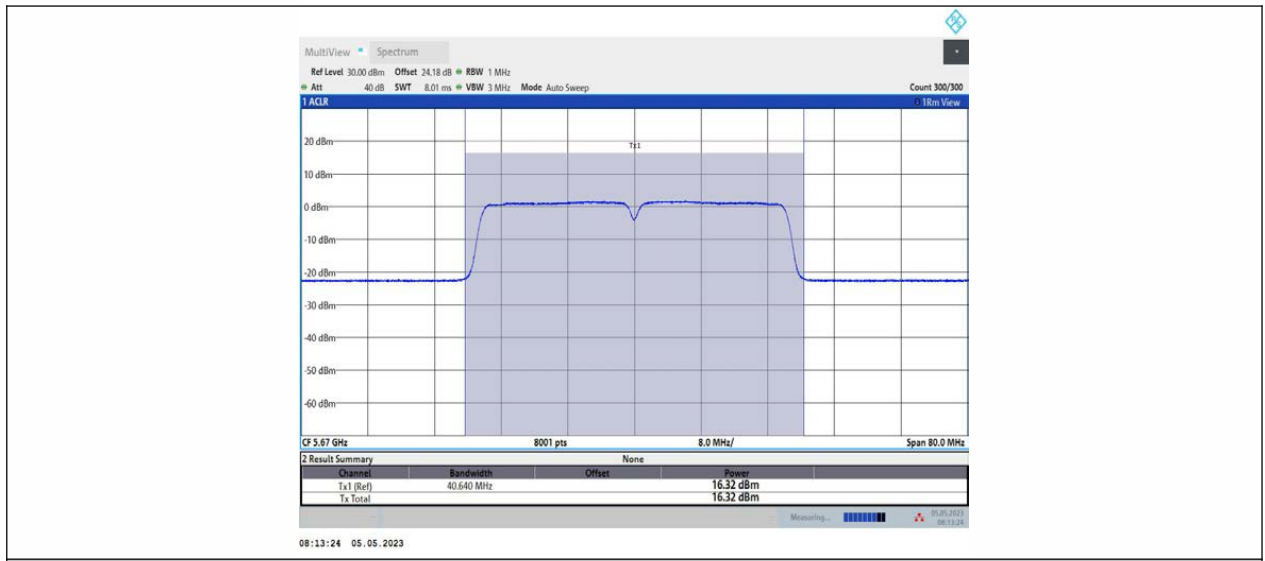 MultiView Spectrum
Ref Level 30.00 dBm Offset 24.18 dB RBW 1 MHz
Att 40 dB SWT 8.01 ms VBW 3 MHz Mode Auto Sweep Count 300/300
1 ACLR 1Rm View
20 dBm
Tx1
10 dBm
0 dBm
-10 dBm
-20 dBm
-30 dBm
-40 dBm
-50 dBm
-60 dBm
CF 5.67 GHz 8001 pts 8.0 MHz/ Span 80.0 MHz
2 Result Summary None
Channel Bandwidth Offset Power
Tx1 (Ref) 40.640 MHz 16.32 dBm
Tx Total 16.32 dBm
Measuring... 05.05.2023
08:13:24
08:13:24 05.05.2023